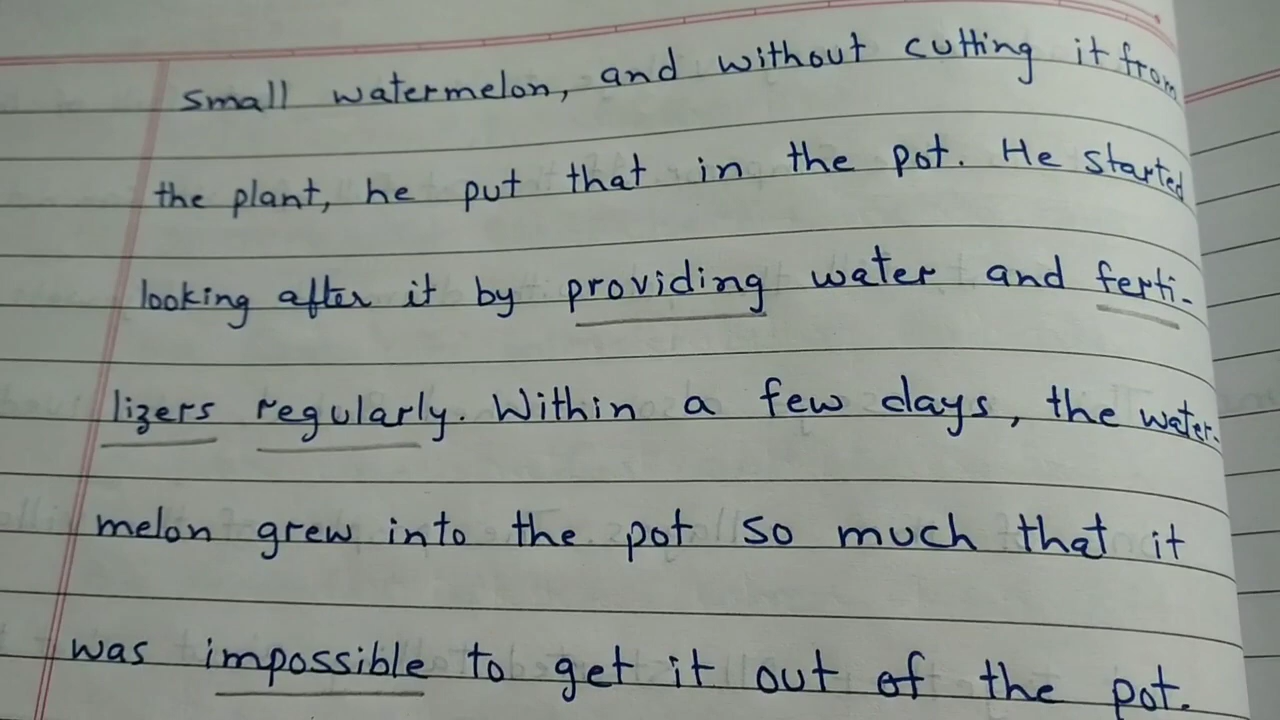 small watermelon, and without cutting it from
the plant, he put that in the pot. He started
looking after it by providing water and ferti-
lizers regularly. Within a few days, the water-
melon grew into the pot so much that it
was impossible to get it out of the pot.